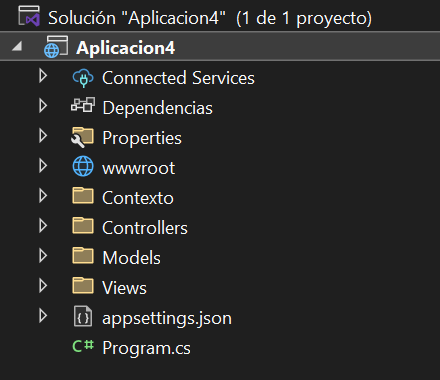 Solución "Aplicacion4" (1 de 1 proyecto)
Aplicacion4
Connected Services
Dependencias
Properties
wwwroot
Contexto
Controllers
Models
Views
appsettings.json
C# Program.cs